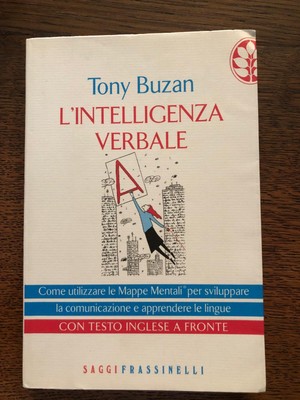 Tony Buzan
L'INTELLIGENZA
VERBALE
A
Come utilizzare le Mappe Mentali® per sviluppare
la comunicazione e apprendere le lingue
CON TESTO INGLESE A FRONTE
SAGGI FRASSINELLI